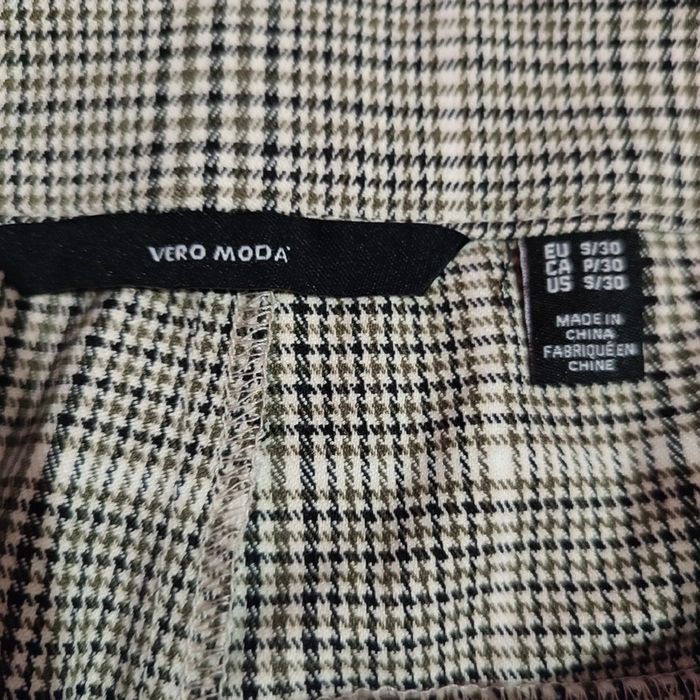 VERO MODA
EU S/30
CA P/30
US S/30
MADE IN
CHINA
FABRIQUÉ EN
CHINE